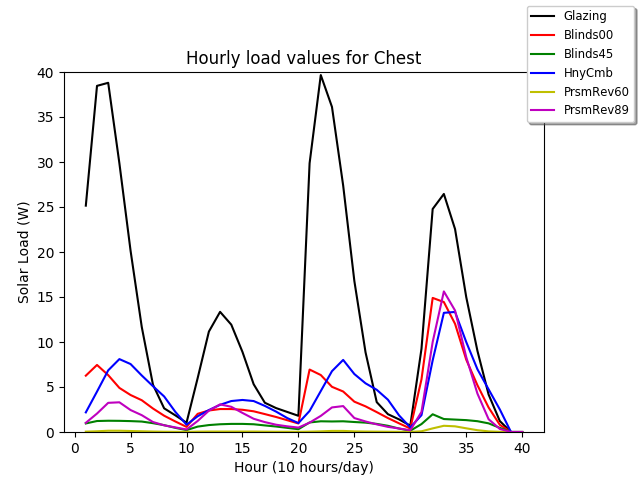 Glazing
Blinds00
Blinds45
HnyCmb
PrsmRev60
PrsmRev89
Hourly load values for Chest
40
35
30
25
20
15
10
5
0
Solar Load (W)
0 5 10 15 20 25 30 35 40
Hour (10 hours/day)